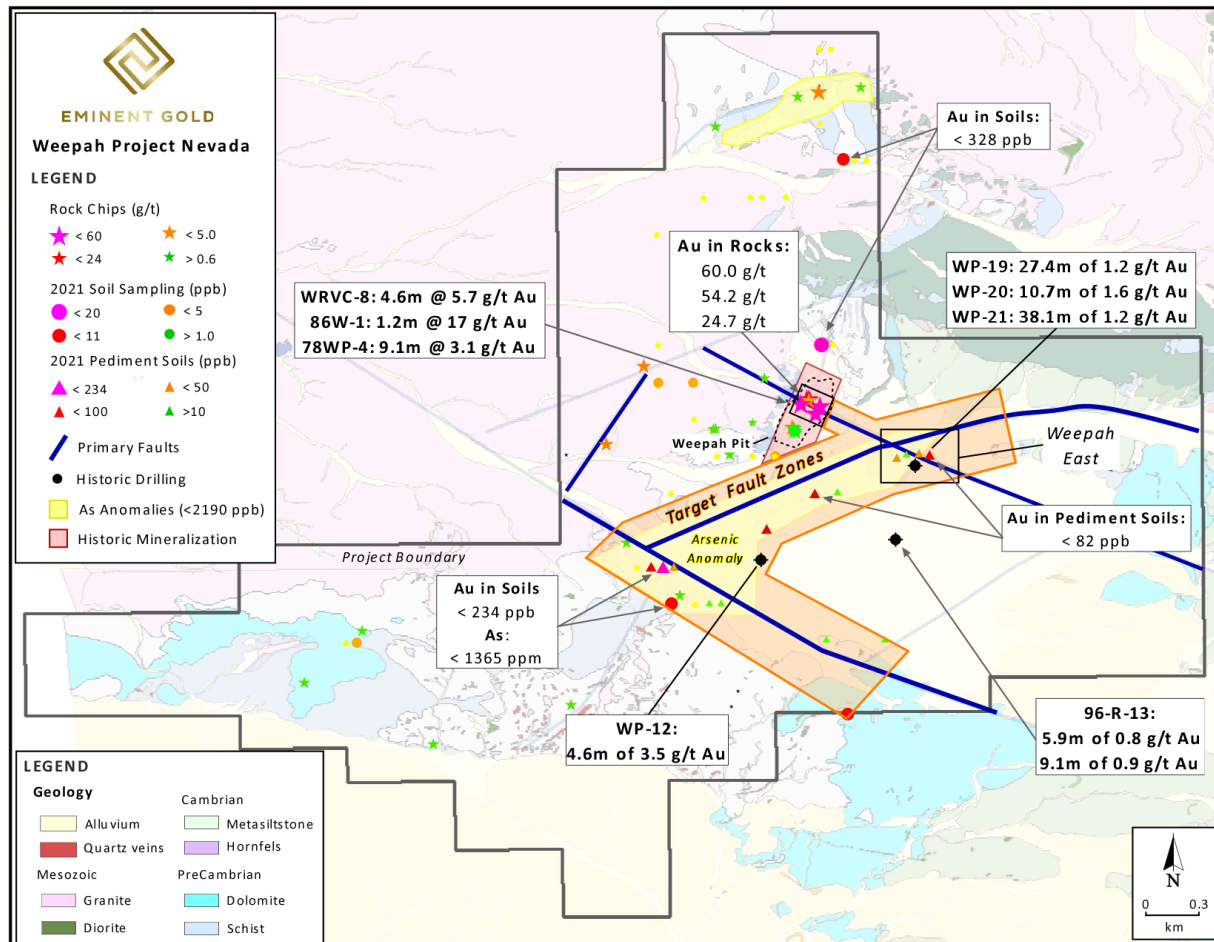 EMINENT GOLD
Weepah Project Nevada
LEGEND
Rock Chips (g/t)
< 60
< 5.0
< 24
> 0.6
2021 Soil Sampling (ppb)
< 20
< 5
< 11
> 1.0
2021 Pediment Soils (ppb)
< 234
< 50
< 100
>10
Primary Faults
Historic Drilling
As Anomalies (<2190 ppb)
Historic Mineralization
Au in Soils:
< 328 ppb
Au in Rocks:
60.0 g/t
54.2 g/t
24.7 g/t
WP-19: 27.4m of 1.2 g/t Au
WP-20: 10.7m of 1.6 g/t Au
WP-21: 38.1m of 1.2 g/t Au
WRVC-8: 4.6m @ 5.7 g/t Au
86W-1: 1.2m @ 17 g/t Au
78WP-4: 9.1m @ 3.1 g/t Au
Weepah Pit
Weepah
East
Target Fault Zones
Arsenic
Anomaly
Au in Pediment Soils:
< 82 ppb
Project Boundary
Au in Soils
< 234 ppb
As:
< 1365 ppm
WP-12:
4.6m of 3.5 g/t Au
96-R-13:
5.9m of 0.8 g/t Au
9.1m of 0.9 g/t Au
LEGEND
Geology
Alluvium
Quartz veins
Mesozoic
Granite
Diorite
Cambrian
Metasiltstone
Hornfels
PreCambrian
Dolomite
Schist
N
0 0.3
km